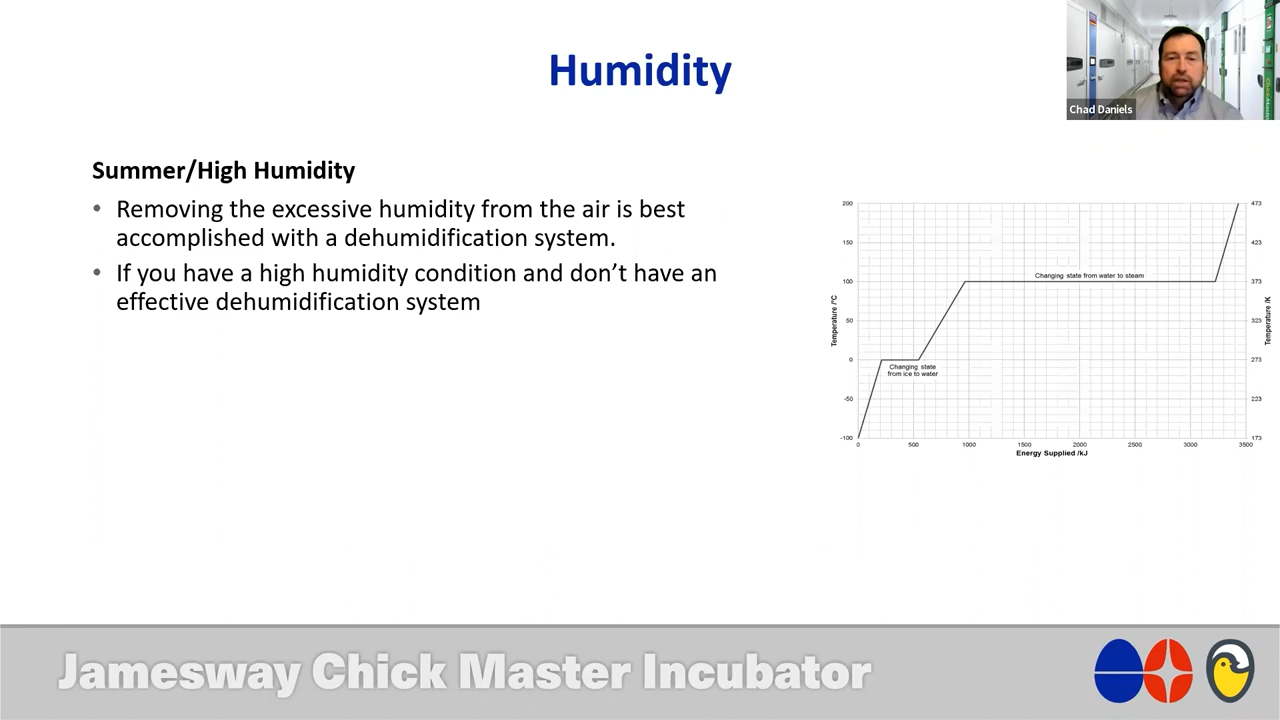 Humidity
Chad Daniels
Summer/High Humidity
• Removing the excessive humidity from the air is best
accomplished with a dehumidification system.
• If you have a high humidity condition and don’t have an
effective dehumidification system
200
150
100
50
0
-50
-100
Temperature /°C
Changing state from water to steam
Changing state
from ice to water
473
423
373
323
273
223
173
Temperature /K
0
500
1000
1500
2000
2500
3000
3500
Energy Supplied /kJ
Jamesway Chick Master Incubator